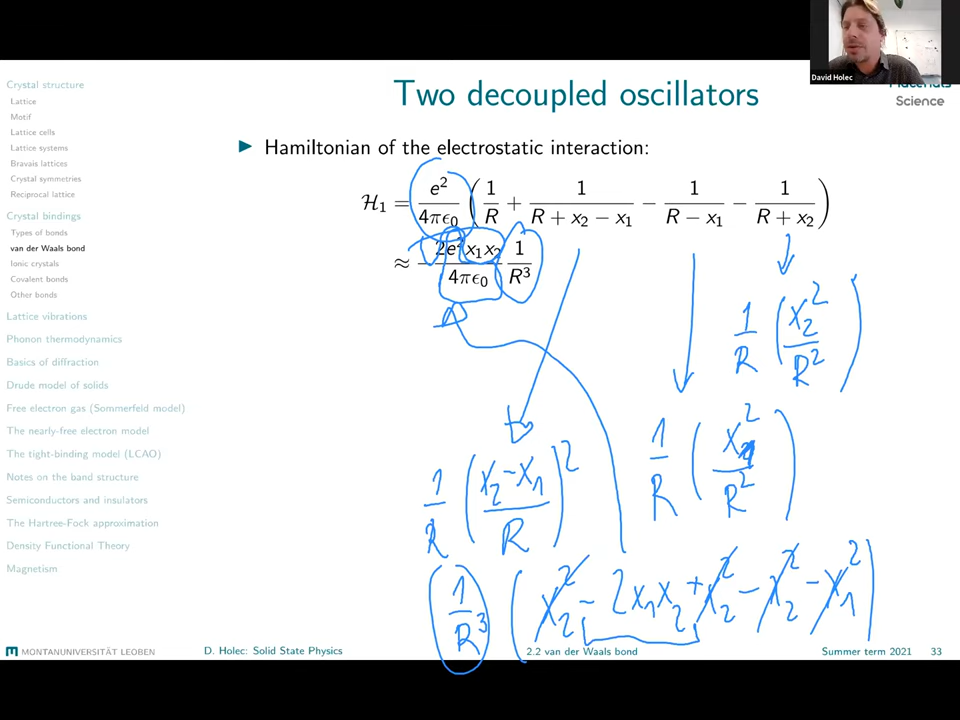 David Holec
Materials
Science
Crystal structure
Lattice
Motif
Lattice cells
Lattice systems
Bravais lattices
Crystal symmetries
Reciprocal lattice
Crystal bindings
Types of bonds
van der Waals bond
Ionic crystals
Covalent bonds
Other bonds
Lattice vibrations
Phonon thermodynamics
Basics of diffraction
Drude model of solids
Free electron gas (Sommerfeld model)
The nearly-free electron model
The tight-binding model (LCAO)
Notes on the band structure
Semiconductors and insulators
The Hartree-Fock approximation
Density Functional Theory
Magnetism
Two decoupled oscillators
▶ Hamiltonian of the electrostatic interaction:
ℋ₁ = e²/4πϵ₀ (1/R + 1/(R + x₂ − x₁) − 1/(R − x₁) − 1/(R + x₂))
≈ − 2e²x₁x₂/4πϵ₀ 1/R³
1/R (x₂²/R²)
1/R ((x₂−x₁)/R)² 1/R (x₁²/R²)
1/R³ (x₂² − 2x₁x₂ + x₂² − x₂² − x₁²)
MONTANUNIVERSITÄT LEOBEN D. Holec: Solid State Physics 2.2 van der Waals bond Summer term 2021 33